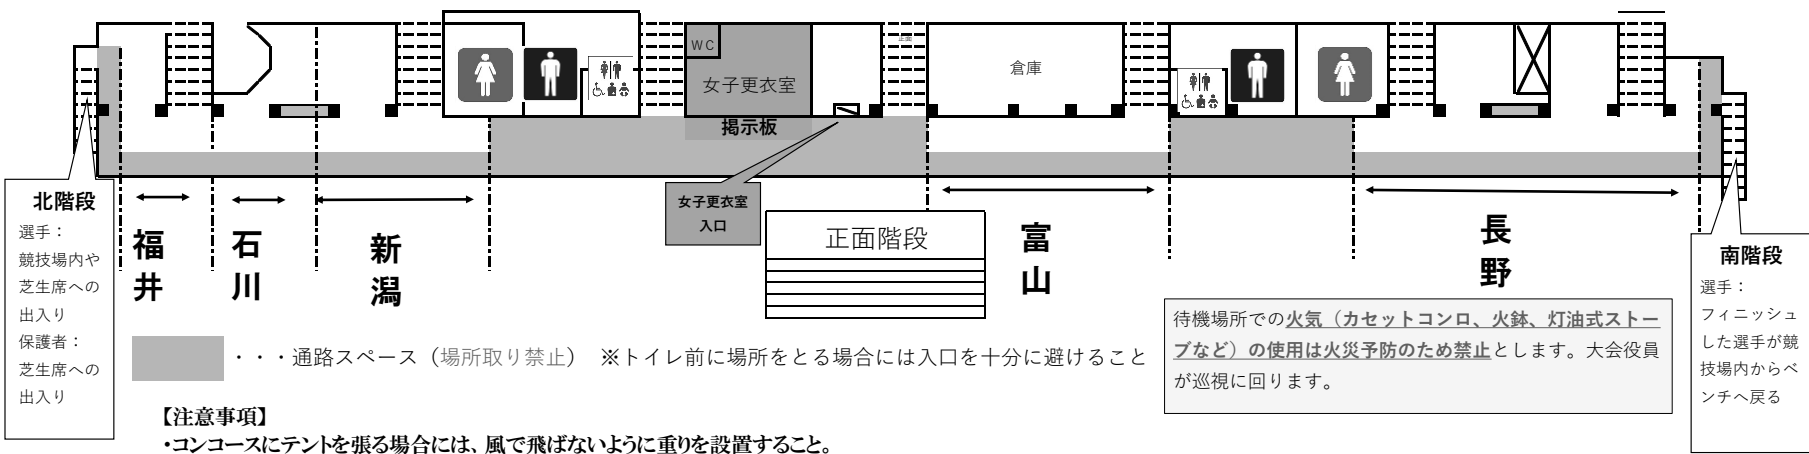 WC
女子更衣室
正面
倉庫
掲示板
女子更衣室
入口
正面階段
北階段
選手：
競技場内や
芝生席への
出入り
保護者：
芝生席への
出入り
福井
石川
新潟
富山
長野
南階段
選手：
フィニッシュ
した選手が競
技場内からベ
ンチへ戻る
待機場所での火気（カセットコンロ、火鉢、灯油式ストー
ブなど）の使用は火災予防のため禁止とします。大会役員
が巡視に回ります。
・・・通路スペース（場所取り禁止） ※トイレ前に場所をとる場合には入口を十分に避けること
【注意事項】
・コンコースにテントを張る場合には、風で飛ばないように重りを設置すること。